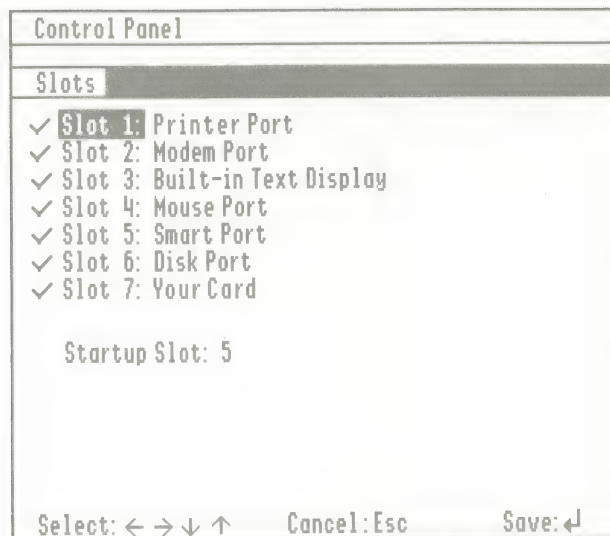 Control Panel
Slots
✓ Slot 1: Printer Port
✓ Slot 2: Modem Port
✓ Slot 3: Built-in Text Display
✓ Slot 4: Mouse Port
✓ Slot 5: Smart Port
✓ Slot 6: Disk Port
✓ Slot 7: Your Card
Startup Slot: 5
Select: ← → ↓ ↑ Cancel:Esc Save: ↵